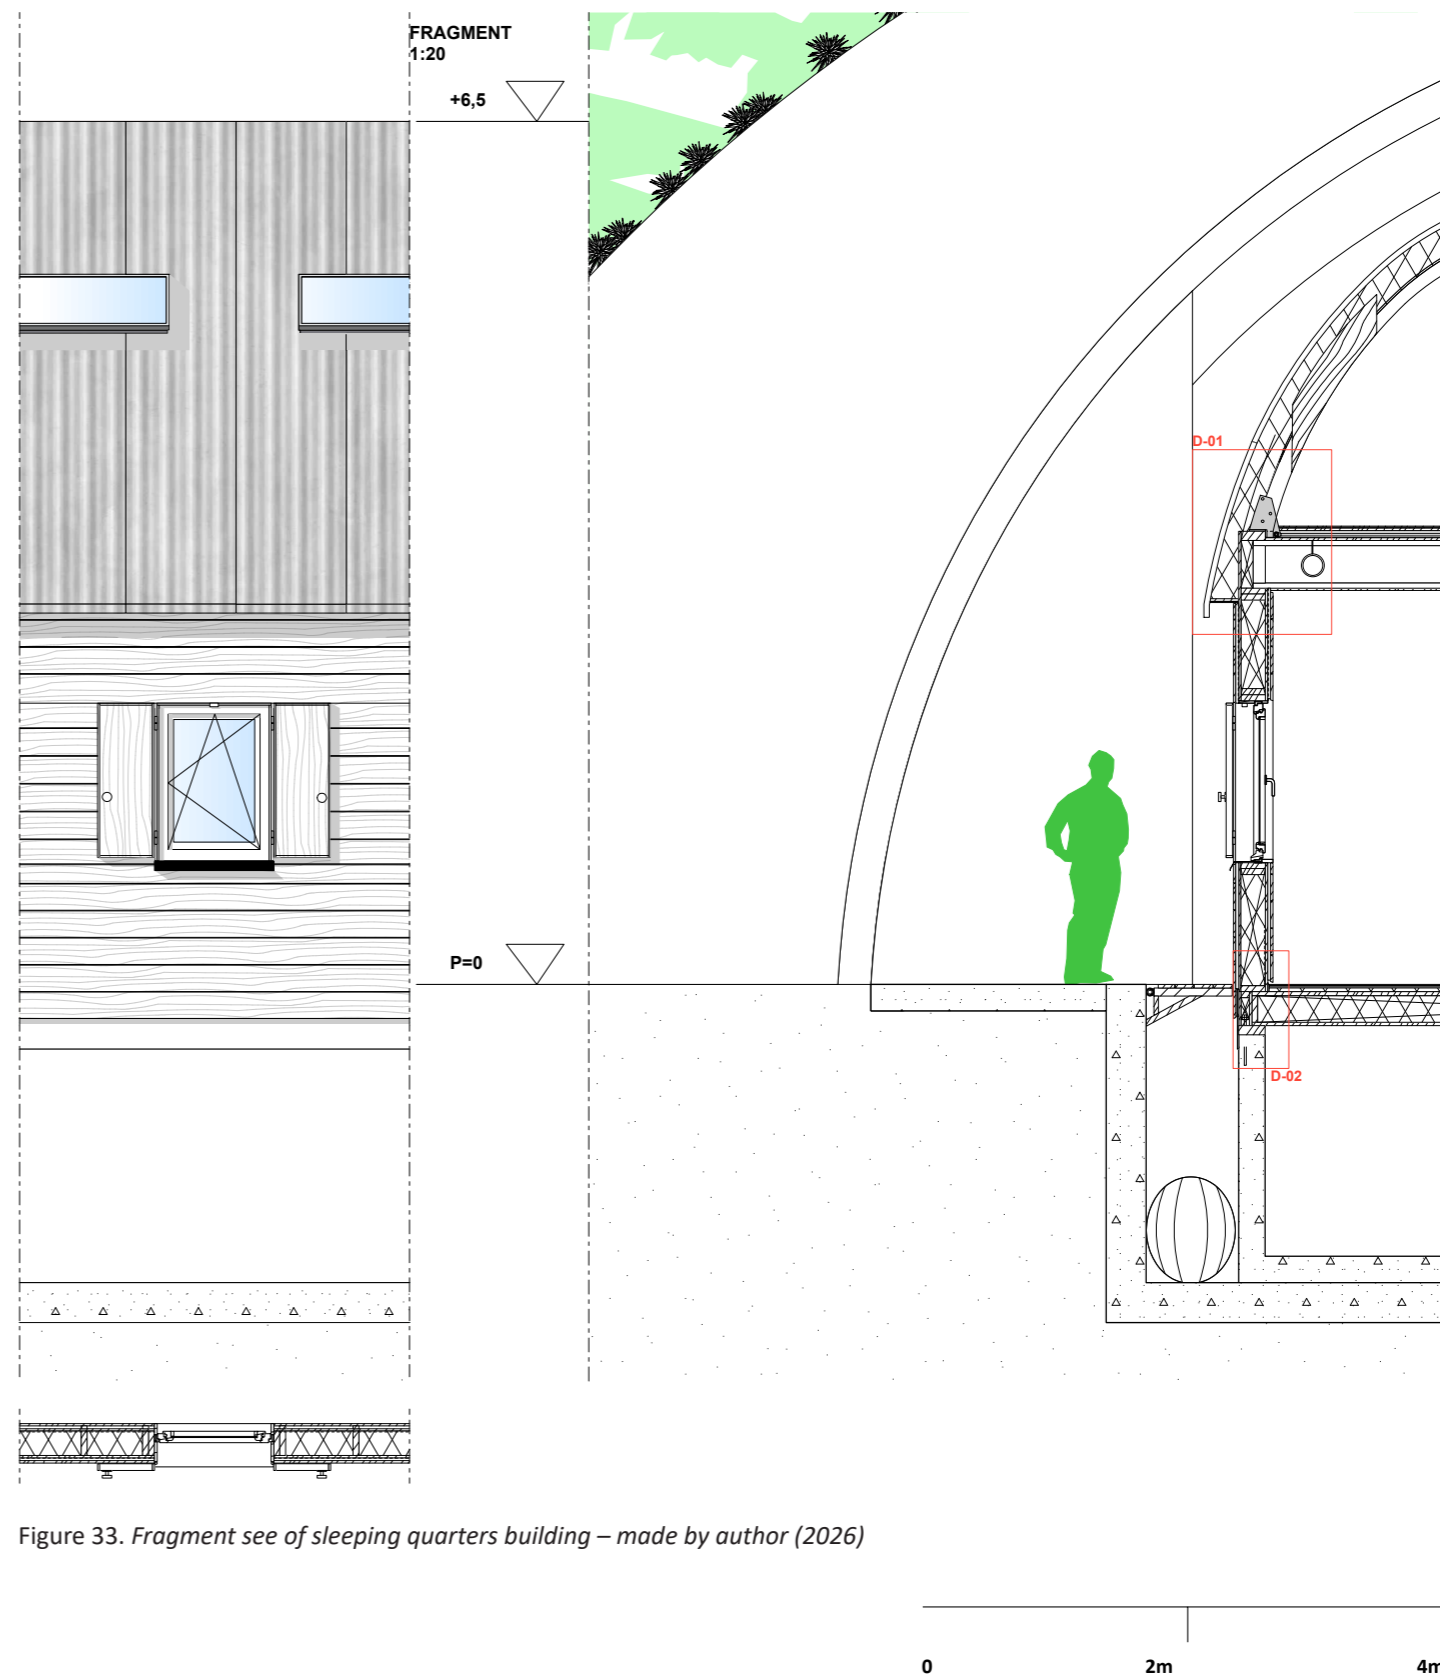 FRAGMENT
1:20
+6,5
D-01
P=0
D-02
Figure 33. Fragment see of sleeping quarters building – made by author (2026)
0 2m 4m